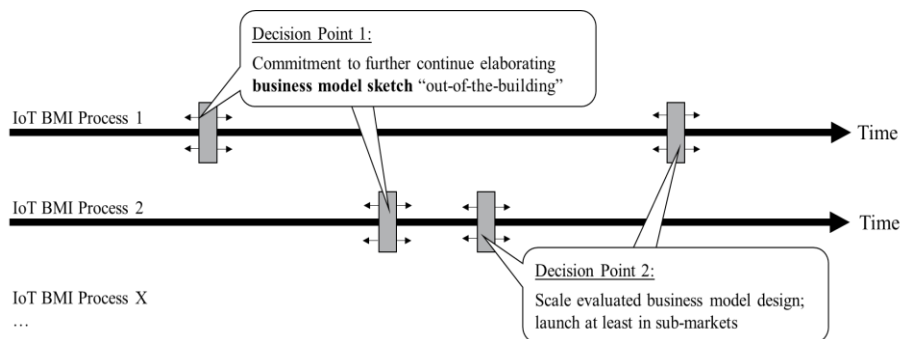 Decision Point 1:
Commitment to further continue elaborating
business model sketch “out-of-the-building”
IoT BMI Process 1
Time
IoT BMI Process 2
Time
Decision Point 2:
Scale evaluated business model design;
launch at least in sub-markets
IoT BMI Process X
…